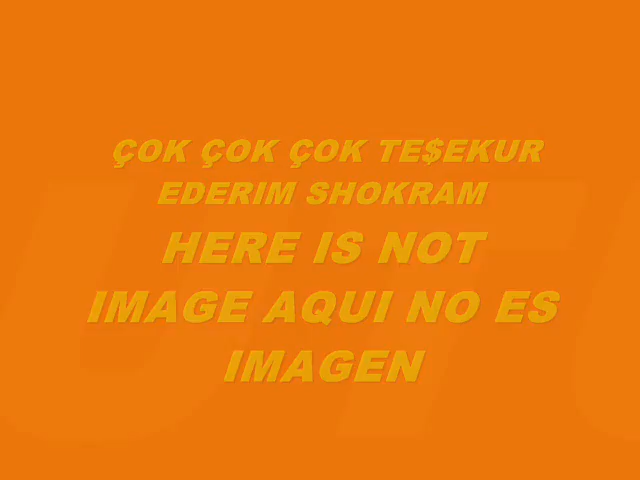 ÇOK ÇOK ÇOK TE$EKUR
EDERIM SHOKRAM
HERE IS NOT
IMAGE AQUI NO ES
IMAGEN